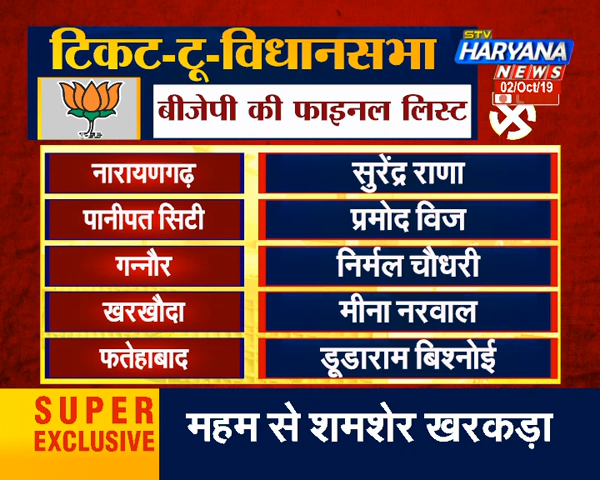 टिकट-टू-विधानसभा
STV
HARYANA
NEWS
02/Oct/19
बीजेपी की फाइनल लिस्ट
नारायणगढ़ सुरेंद्र राणा
पानीपत सिटी प्रमोद विज
गन्नौर निर्मल चौधरी
खरखौदा मीना नरवाल
फतेहाबाद डूडाराम बिश्नोई
SUPER
EXCLUSIVE
महम से शमशेर खरकड़ा